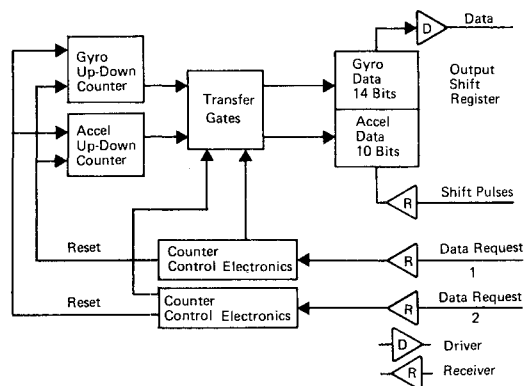 Gyro
Up-Down
Counter
Accel
Up-Down
Counter
Transfer
Gates
Gyro
Data
14 Bits
Accel
Data
10 Bits
D
Data
Output
Shift
Register
R
Shift Pulses
Reset
Counter
Control Electronics
R
Data Request
1
Reset
Counter
Control Electronics
R
Data Request
2
D
Driver
R
Receiver